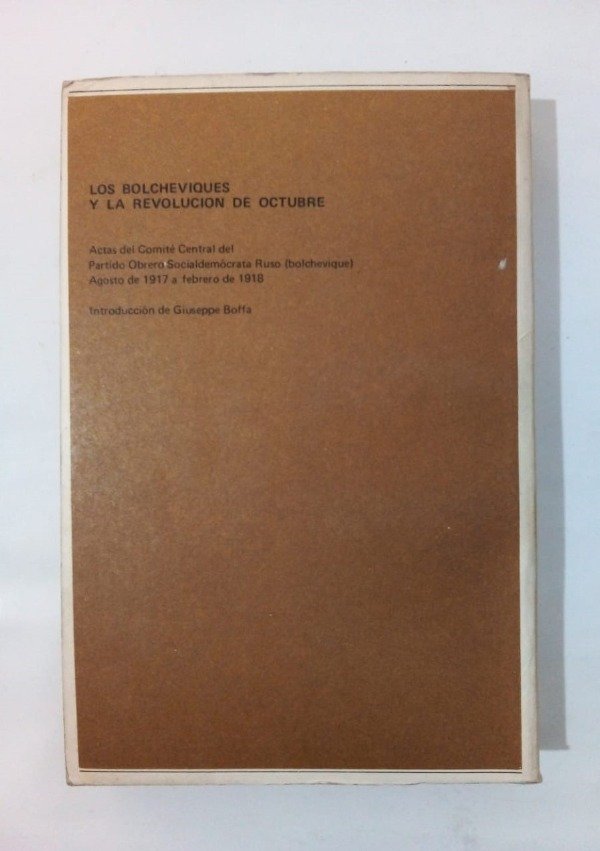 LOS BOLCHEVIQUES
Y LA REVOLUCION DE OCTUBRE
Actas del Comité Central del
Partido Obrero Socialdemócrata Ruso (bolchevique)
Agosto de 1917 a febrero de 1918
Introducción de Giuseppe Boffa